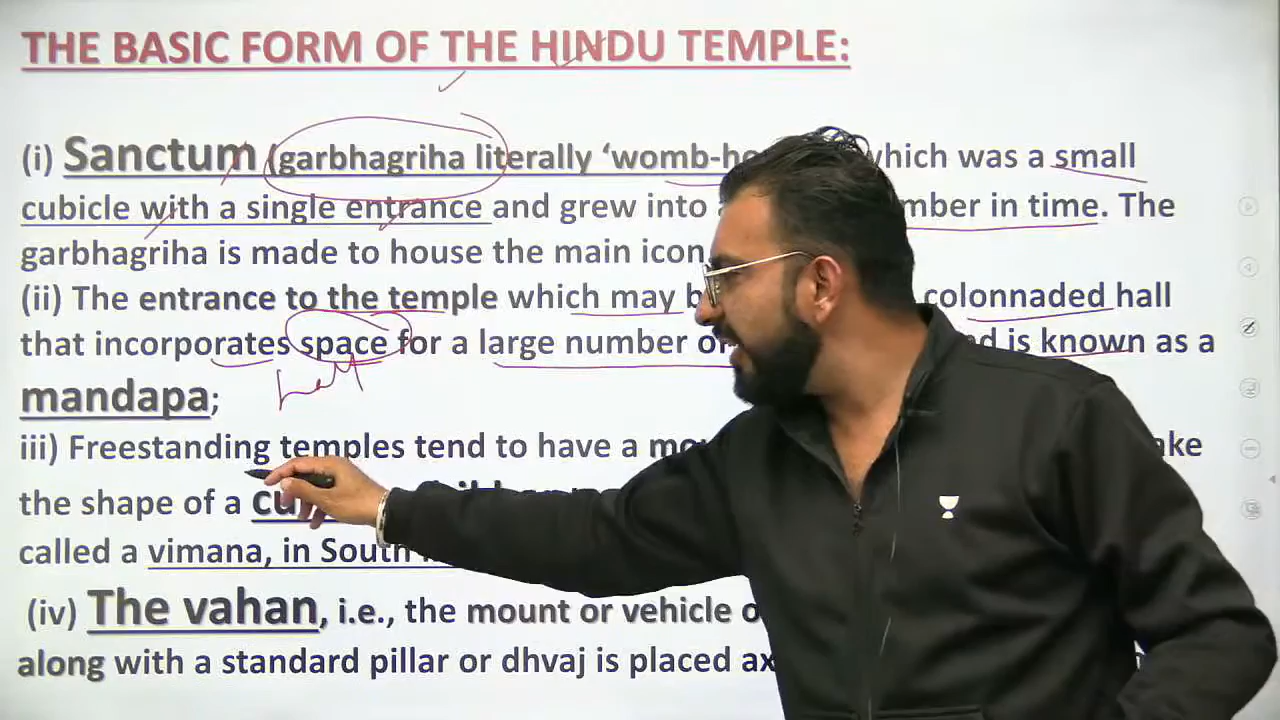 THE BASIC FORM OF THE HINDU TEMPLE:
(i) Sanctum (garbhagriha literally ‘womb-ho which was a small
cubicle with a single entrance and grew into mber in time. The
garbhagriha is made to house the main icon
(ii) The entrance to the temple which may b colonnaded hall
that incorporates space for a large number o d is known as a
hall
mandapa;
iii) Freestanding temples tend to have a mo ake
the shape of a cu
called a vimana, in South
(iv) The vahan, i.e., the mount or vehicle o
along with a standard pillar or dhvaj is placed ax